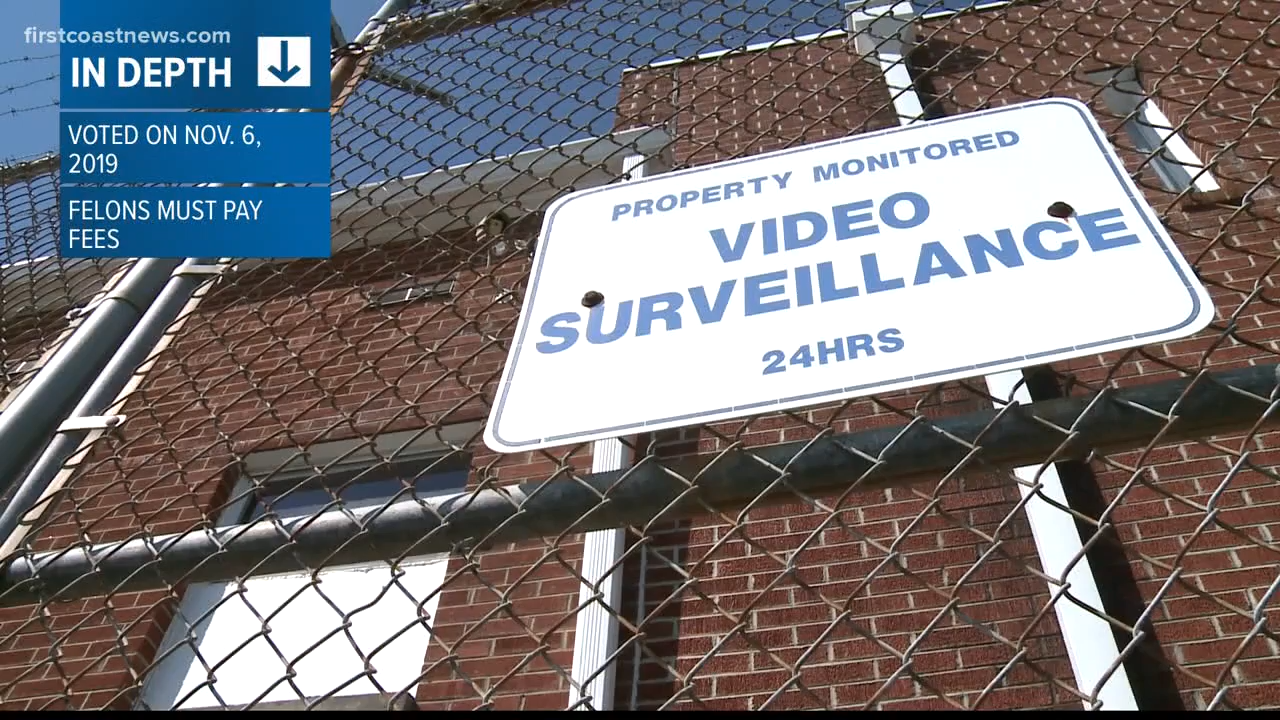 firstcoastnews.com
IN DEPTH
VOTED ON NOV. 6,
2019
FELONS MUST PAY
FEES
PROPERTY MONITORED
VIDEO
SURVEILLANCE
24HRS